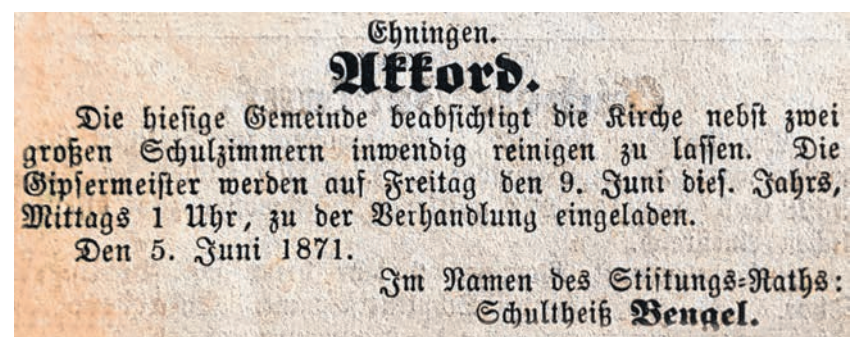 Ehningen.
Akkord.
Die hiesige Gemeinde beabsichtigt die Kirche nebst zwei
großen Schulzimmern inwendig reinigen zu lassen. Die
Gipsermeister werden auf Freitag den 9. Juni dies. Jahrs,
Mittags 1 Uhr, zu der Verhandlung eingeladen.
Den 5. Juni 1871.
Im Namen des Stiftungs-Raths:
Schultheiß Bengel.